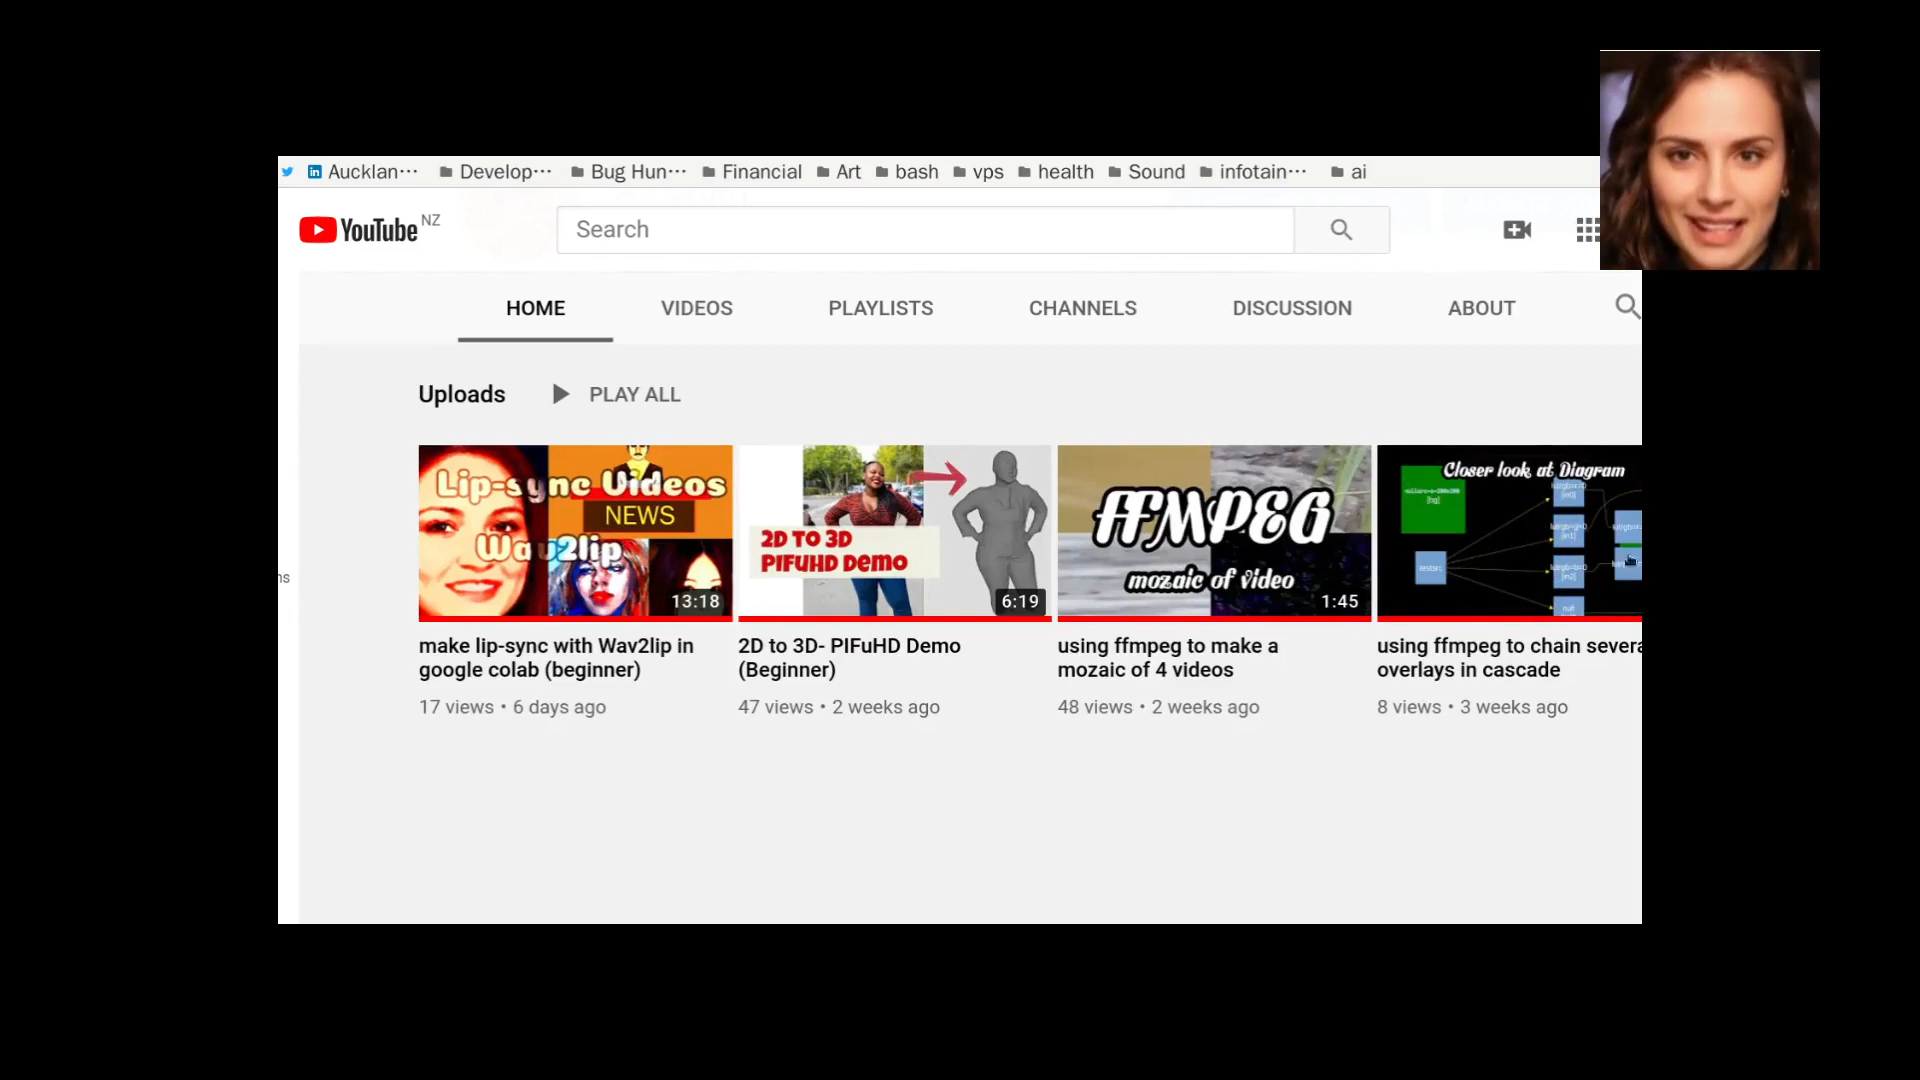 Aucklan··· Develop··· Bug Hun··· Financial Art bash vps health Sound infotain··· ai
YouTube NZ
Search
HOME VIDEOS PLAYLISTS CHANNELS DISCUSSION ABOUT
Uploads PLAY ALL
Lip-sync Videos
NEWS
Wav2lip
13:18
2D TO 3D
PIFUHD Demo
6:19
FFMPEG
mozaic of video
1:45
Closer look at Diagram
ns
make lip-sync with Wav2lip in
google colab (beginner)
17 views • 6 days ago
2D to 3D- PIFuHD Demo
(Beginner)
47 views • 2 weeks ago
using ffmpeg to make a
mozaic of 4 videos
48 views • 2 weeks ago
using ffmpeg to chain severa
overlays in cascade
8 views • 3 weeks ago